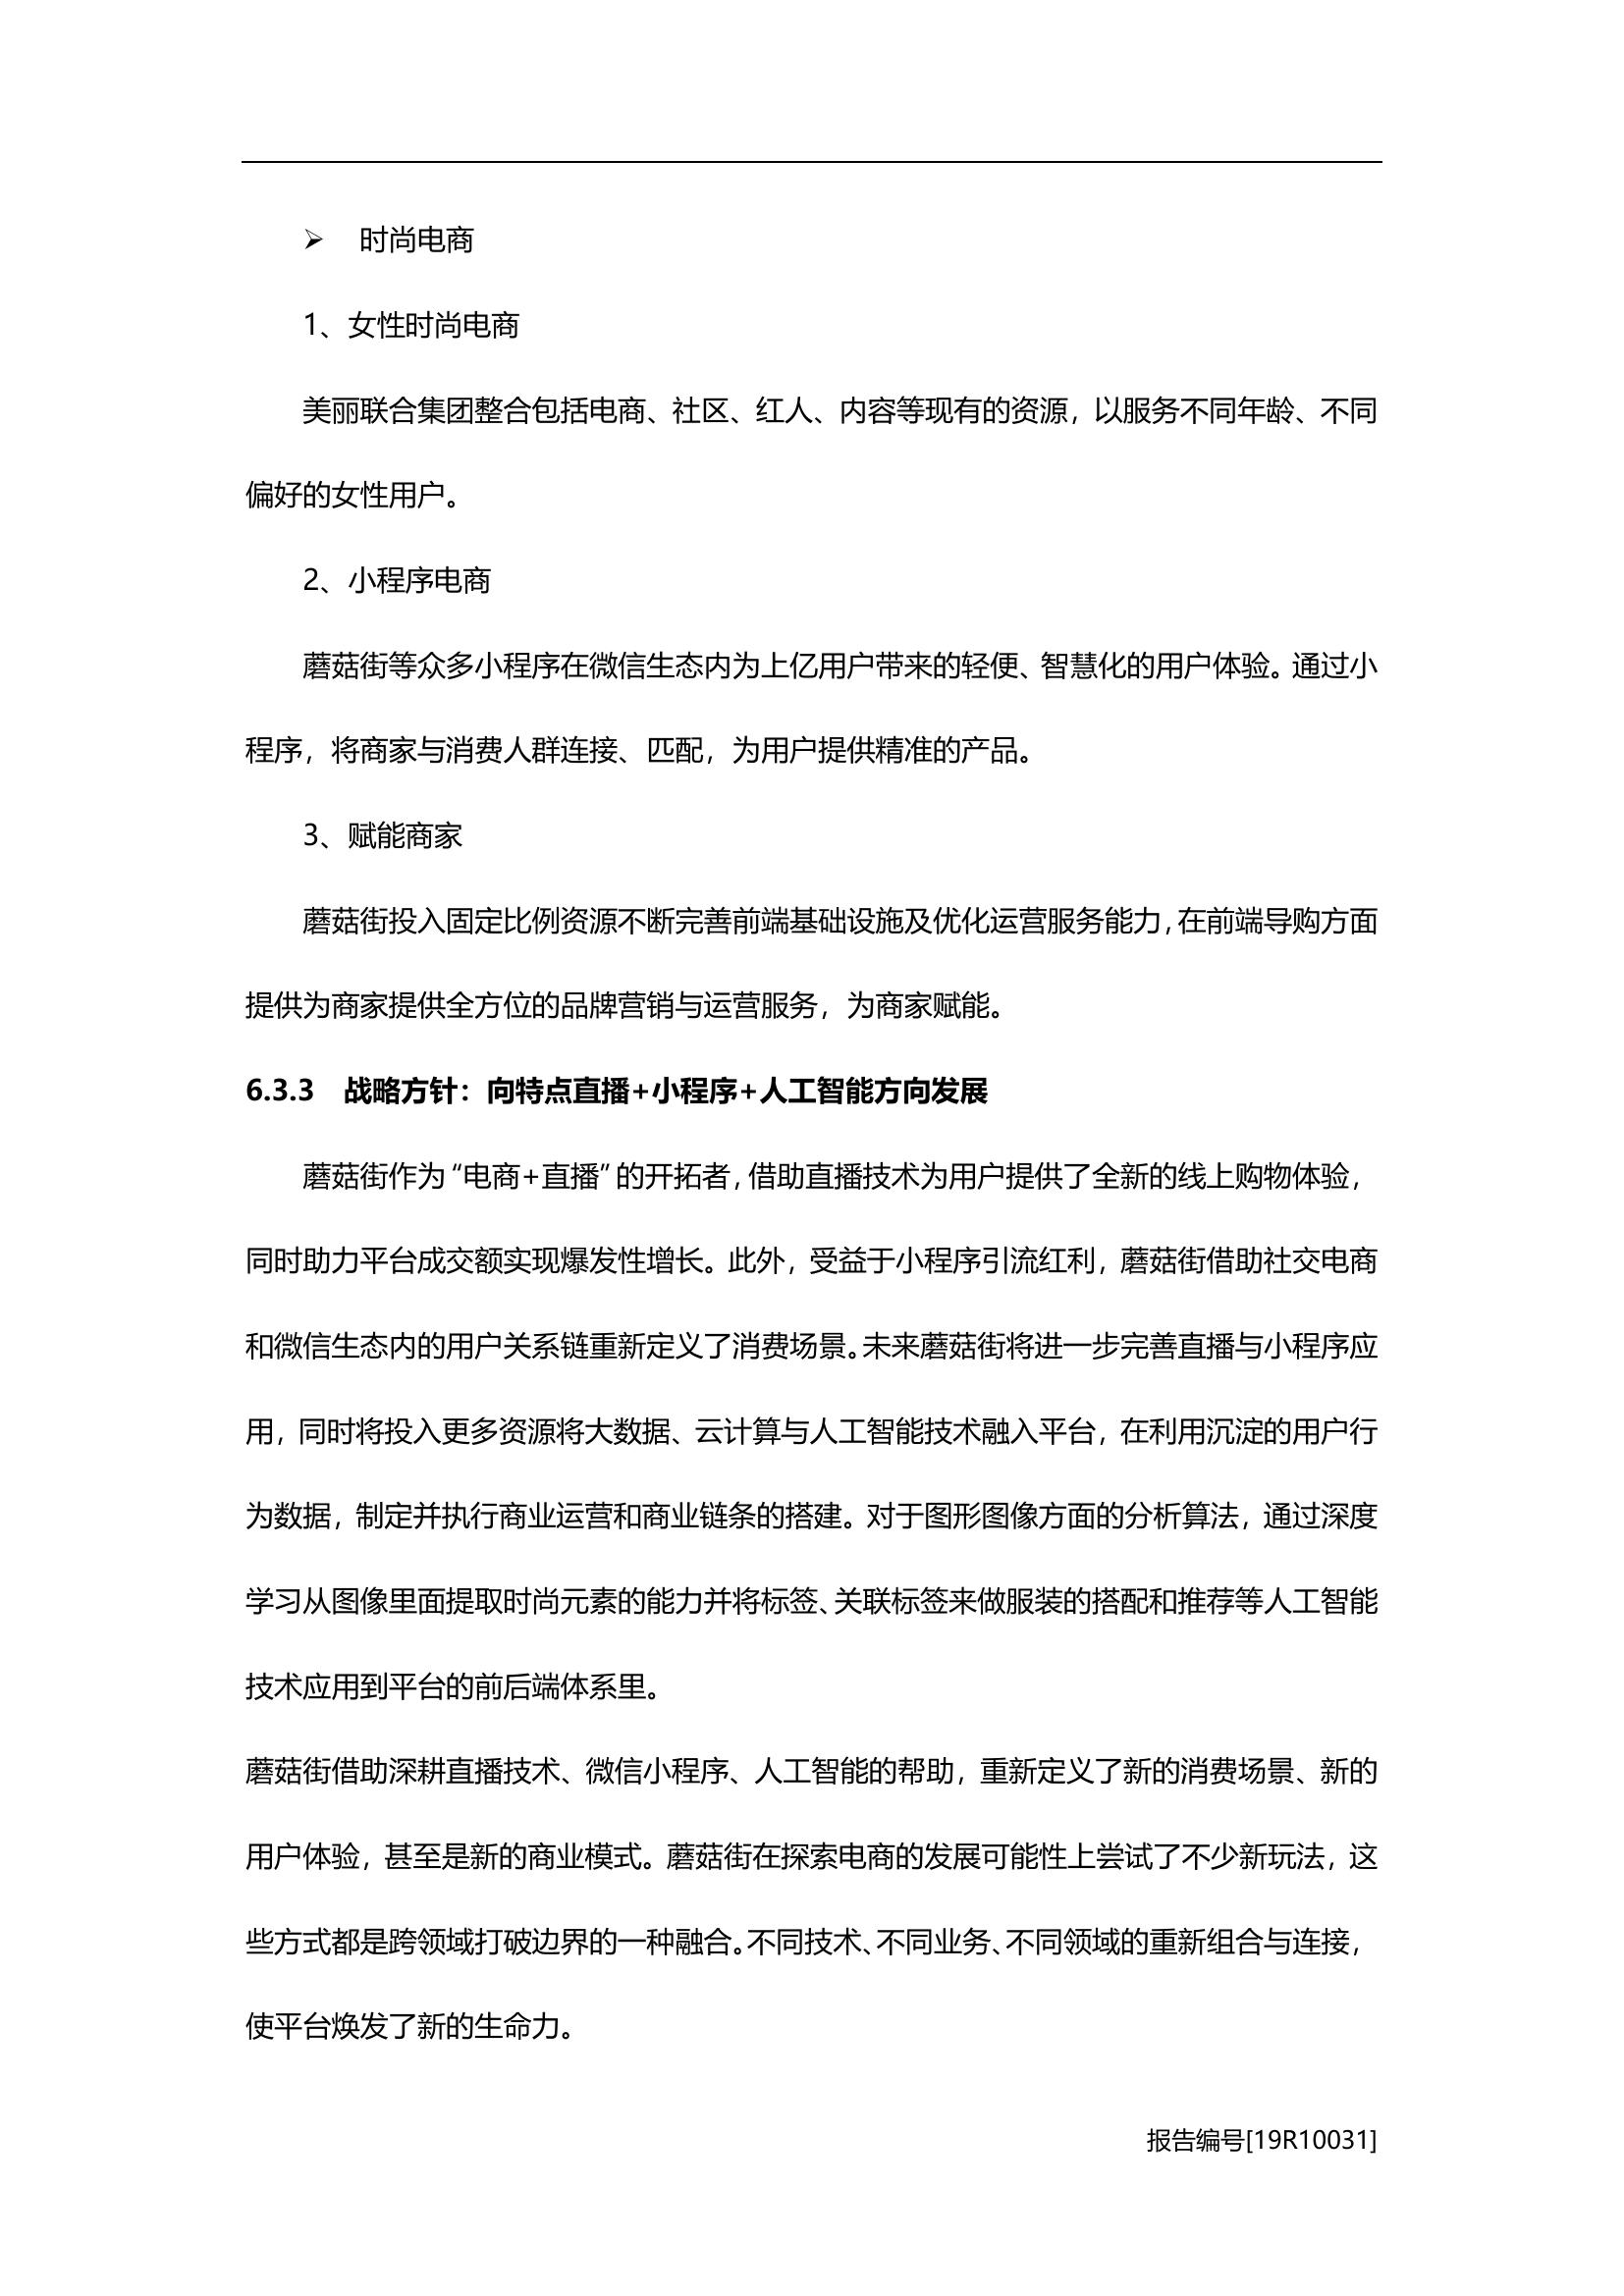 ➢ 时尚电商
1、女性时尚电商
美丽联合集团整合包括电商、社区、红人、内容等现有的资源，以服务不同年龄、不同
偏好的女性用户。
2、小程序电商
蘑菇街等众多小程序在微信生态内为上亿用户带来的轻便、智慧化的用户体验。通过小
程序，将商家与消费人群连接、匹配，为用户提供精准的产品。
3、赋能商家
蘑菇街投入固定比例资源不断完善前端基础设施及优化运营服务能力，在前端导购方面
提供为商家提供全方位的品牌营销与运营服务，为商家赋能。
6.3.3 战略方针：向特点直播+小程序+人工智能方向发展
蘑菇街作为“电商+直播”的开拓者，借助直播技术为用户提供了全新的线上购物体验，
同时助力平台成交额实现爆发性增长。此外，受益于小程序引流红利，蘑菇街借助社交电商
和微信生态内的用户关系链重新定义了消费场景。未来蘑菇街将进一步完善直播与小程序应
用，同时将投入更多资源将大数据、云计算与人工智能技术融入平台，在利用沉淀的用户行
为数据，制定并执行商业运营和商业链条的搭建。对于图形图像方面的分析算法，通过深度
学习从图像里面提取时尚元素的能力并将标签、关联标签来做服装的搭配和推荐等人工智能
技术应用到平台的前后端体系里。
蘑菇街借助深耕直播技术、微信小程序、人工智能的帮助，重新定义了新的消费场景、新的
用户体验，甚至是新的商业模式。蘑菇街在探索电商的发展可能性上尝试了不少新玩法，这
些方式都是跨领域打破边界的一种融合。不同技术、不同业务、不同领域的重新组合与连接，
使平台焕发了新的生命力。
报告编号[19R10031]